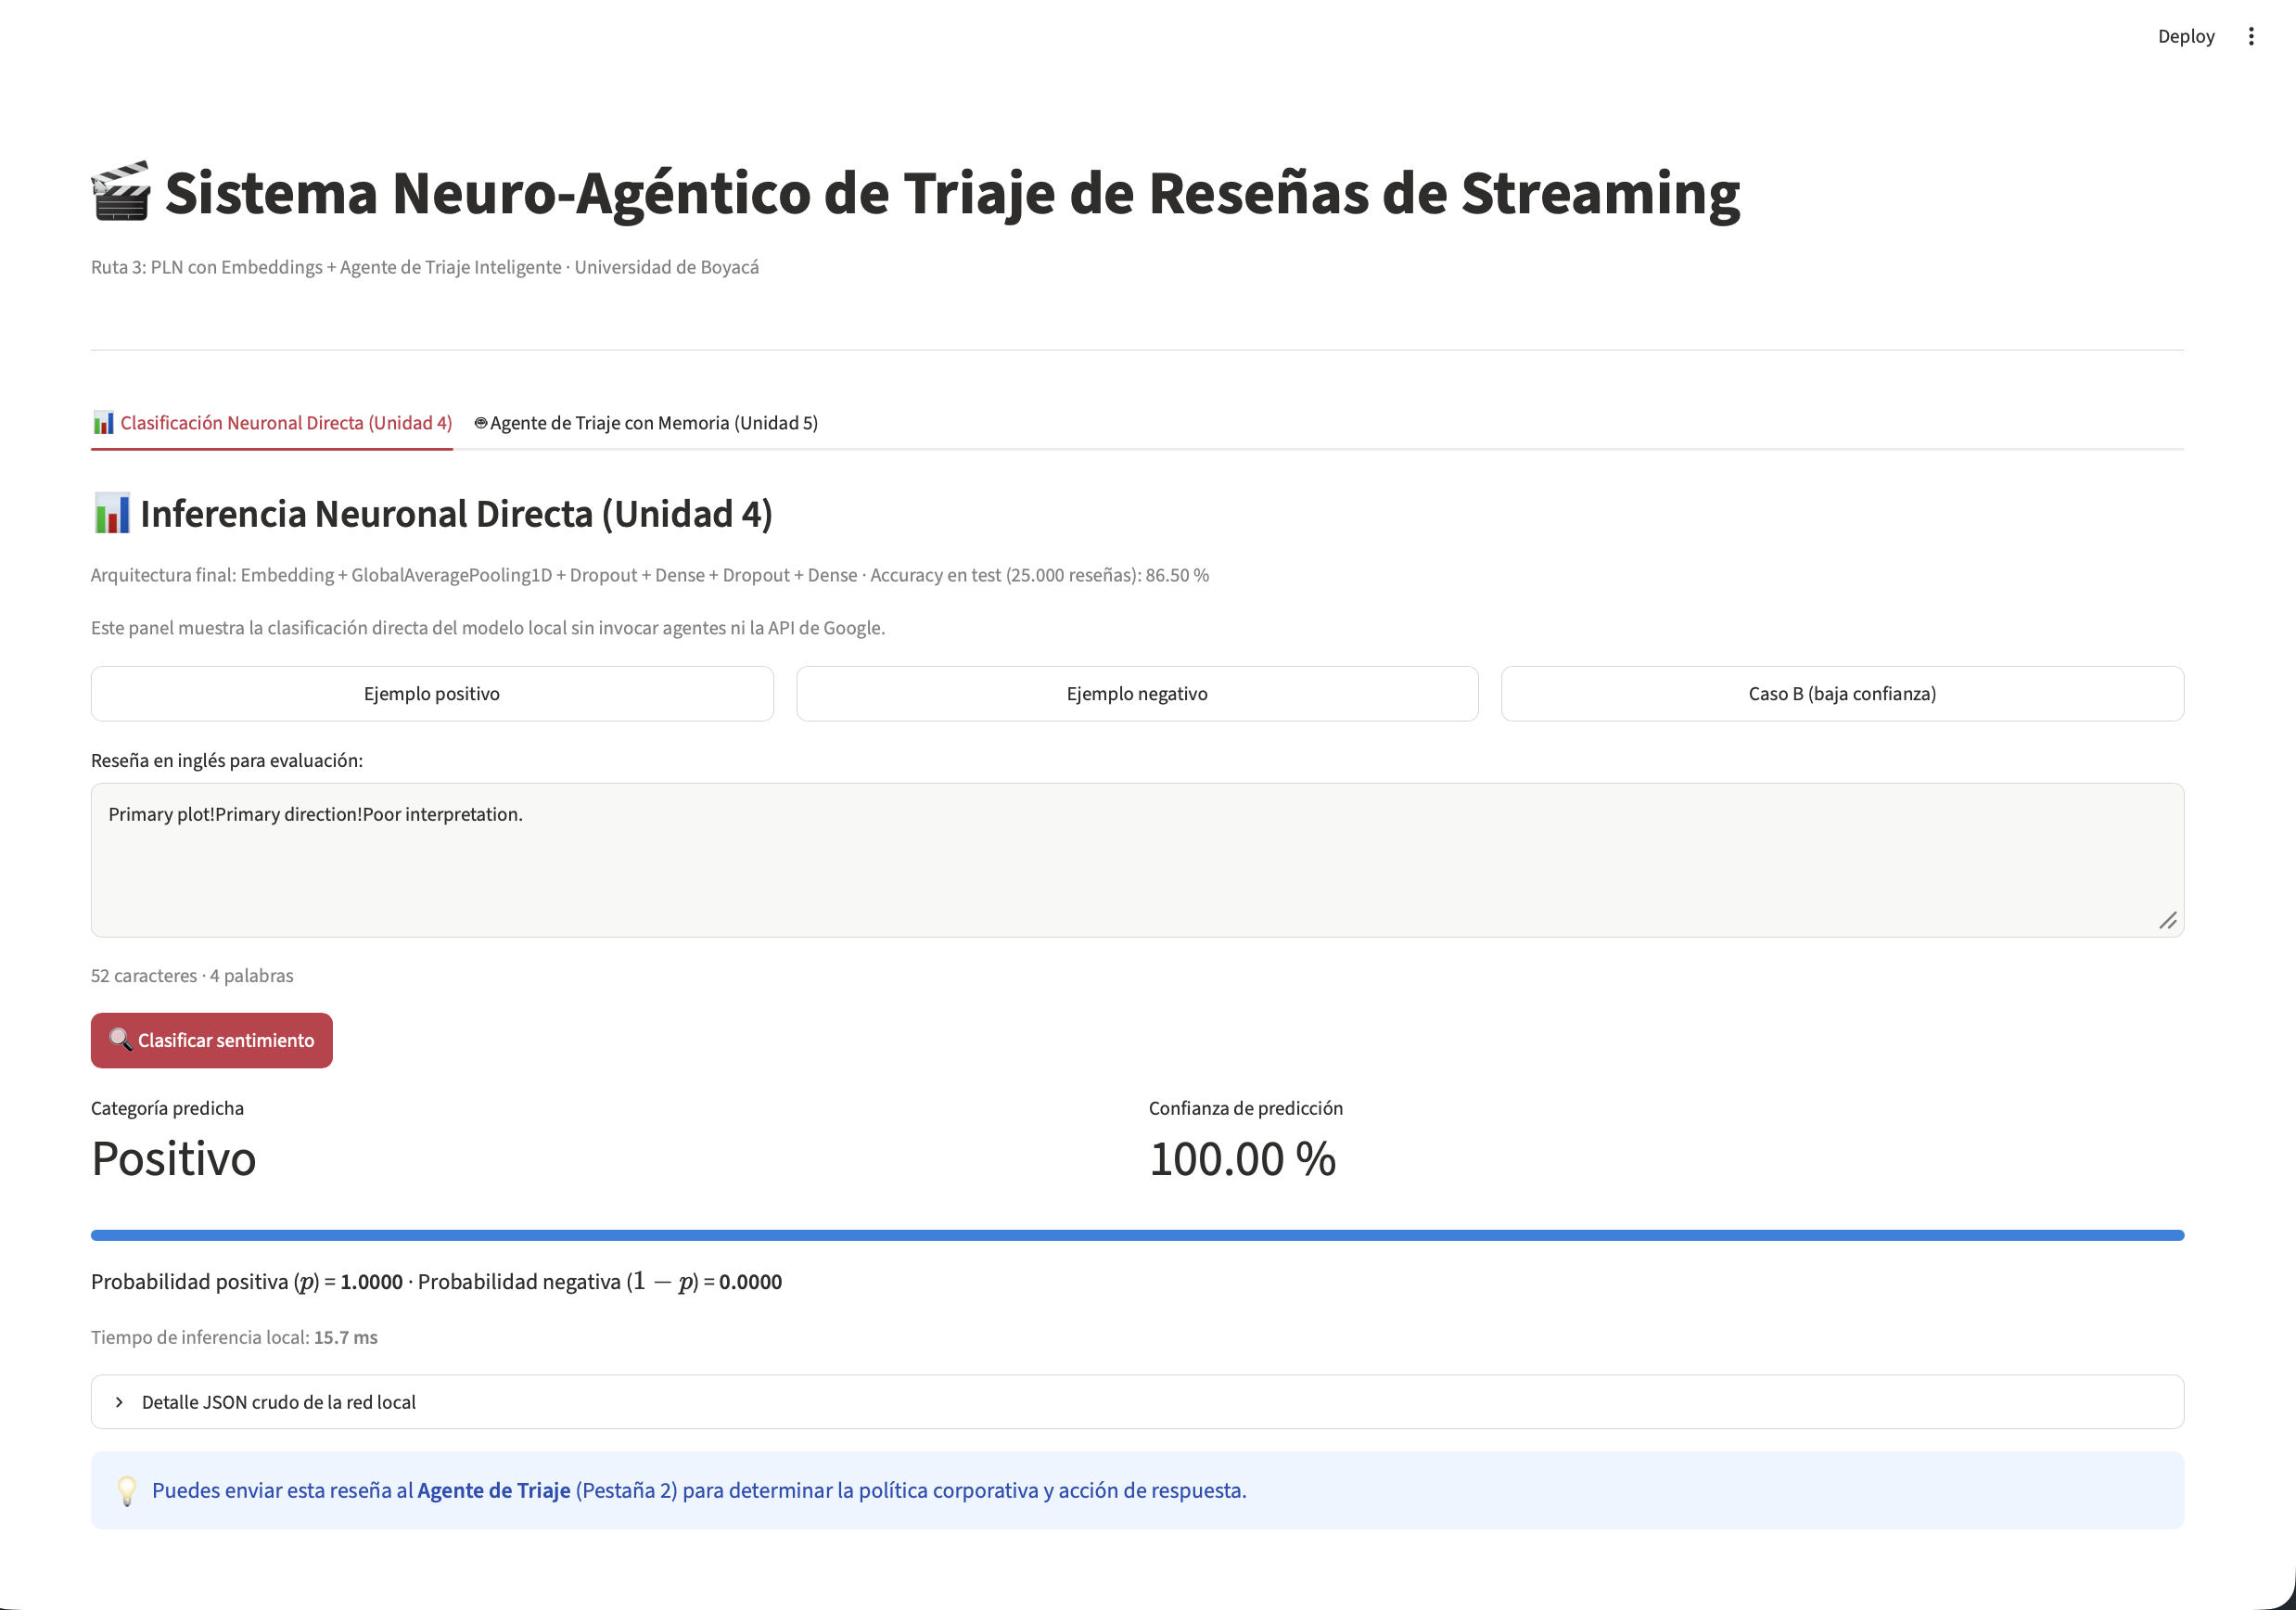 Deploy
Sistema Neuro-Agéntico de Triaje de Reseñas de Streaming
Ruta 3: PLN con Embeddings + Agente de Triaje Inteligente · Universidad de Boyacá
Clasificación Neuronal Directa (Unidad 4) Agente de Triaje con Memoria (Unidad 5)
Inferencia Neuronal Directa (Unidad 4)
Arquitectura final: Embedding + GlobalAveragePooling1D + Dropout + Dense + Dropout + Dense · Accuracy en test (25.000 reseñas): 86.50 %
Este panel muestra la clasificación directa del modelo local sin invocar agentes ni la API de Google.
Ejemplo positivo Ejemplo negativo Caso B (baja confianza)
Reseña en inglés para evaluación:
Primary plot!Primary direction!Poor interpretation.
52 caracteres · 4 palabras
Clasificar sentimiento
Categoría predicha Confianza de predicción
Positivo 100.00 %
Probabilidad positiva (p) = 1.0000 · Probabilidad negativa (1 − p) = 0.0000
Tiempo de inferencia local: 15.7 ms
Detalle JSON crudo de la red local
Puedes enviar esta reseña al Agente de Triaje (Pestaña 2) para determinar la política corporativa y acción de respuesta.